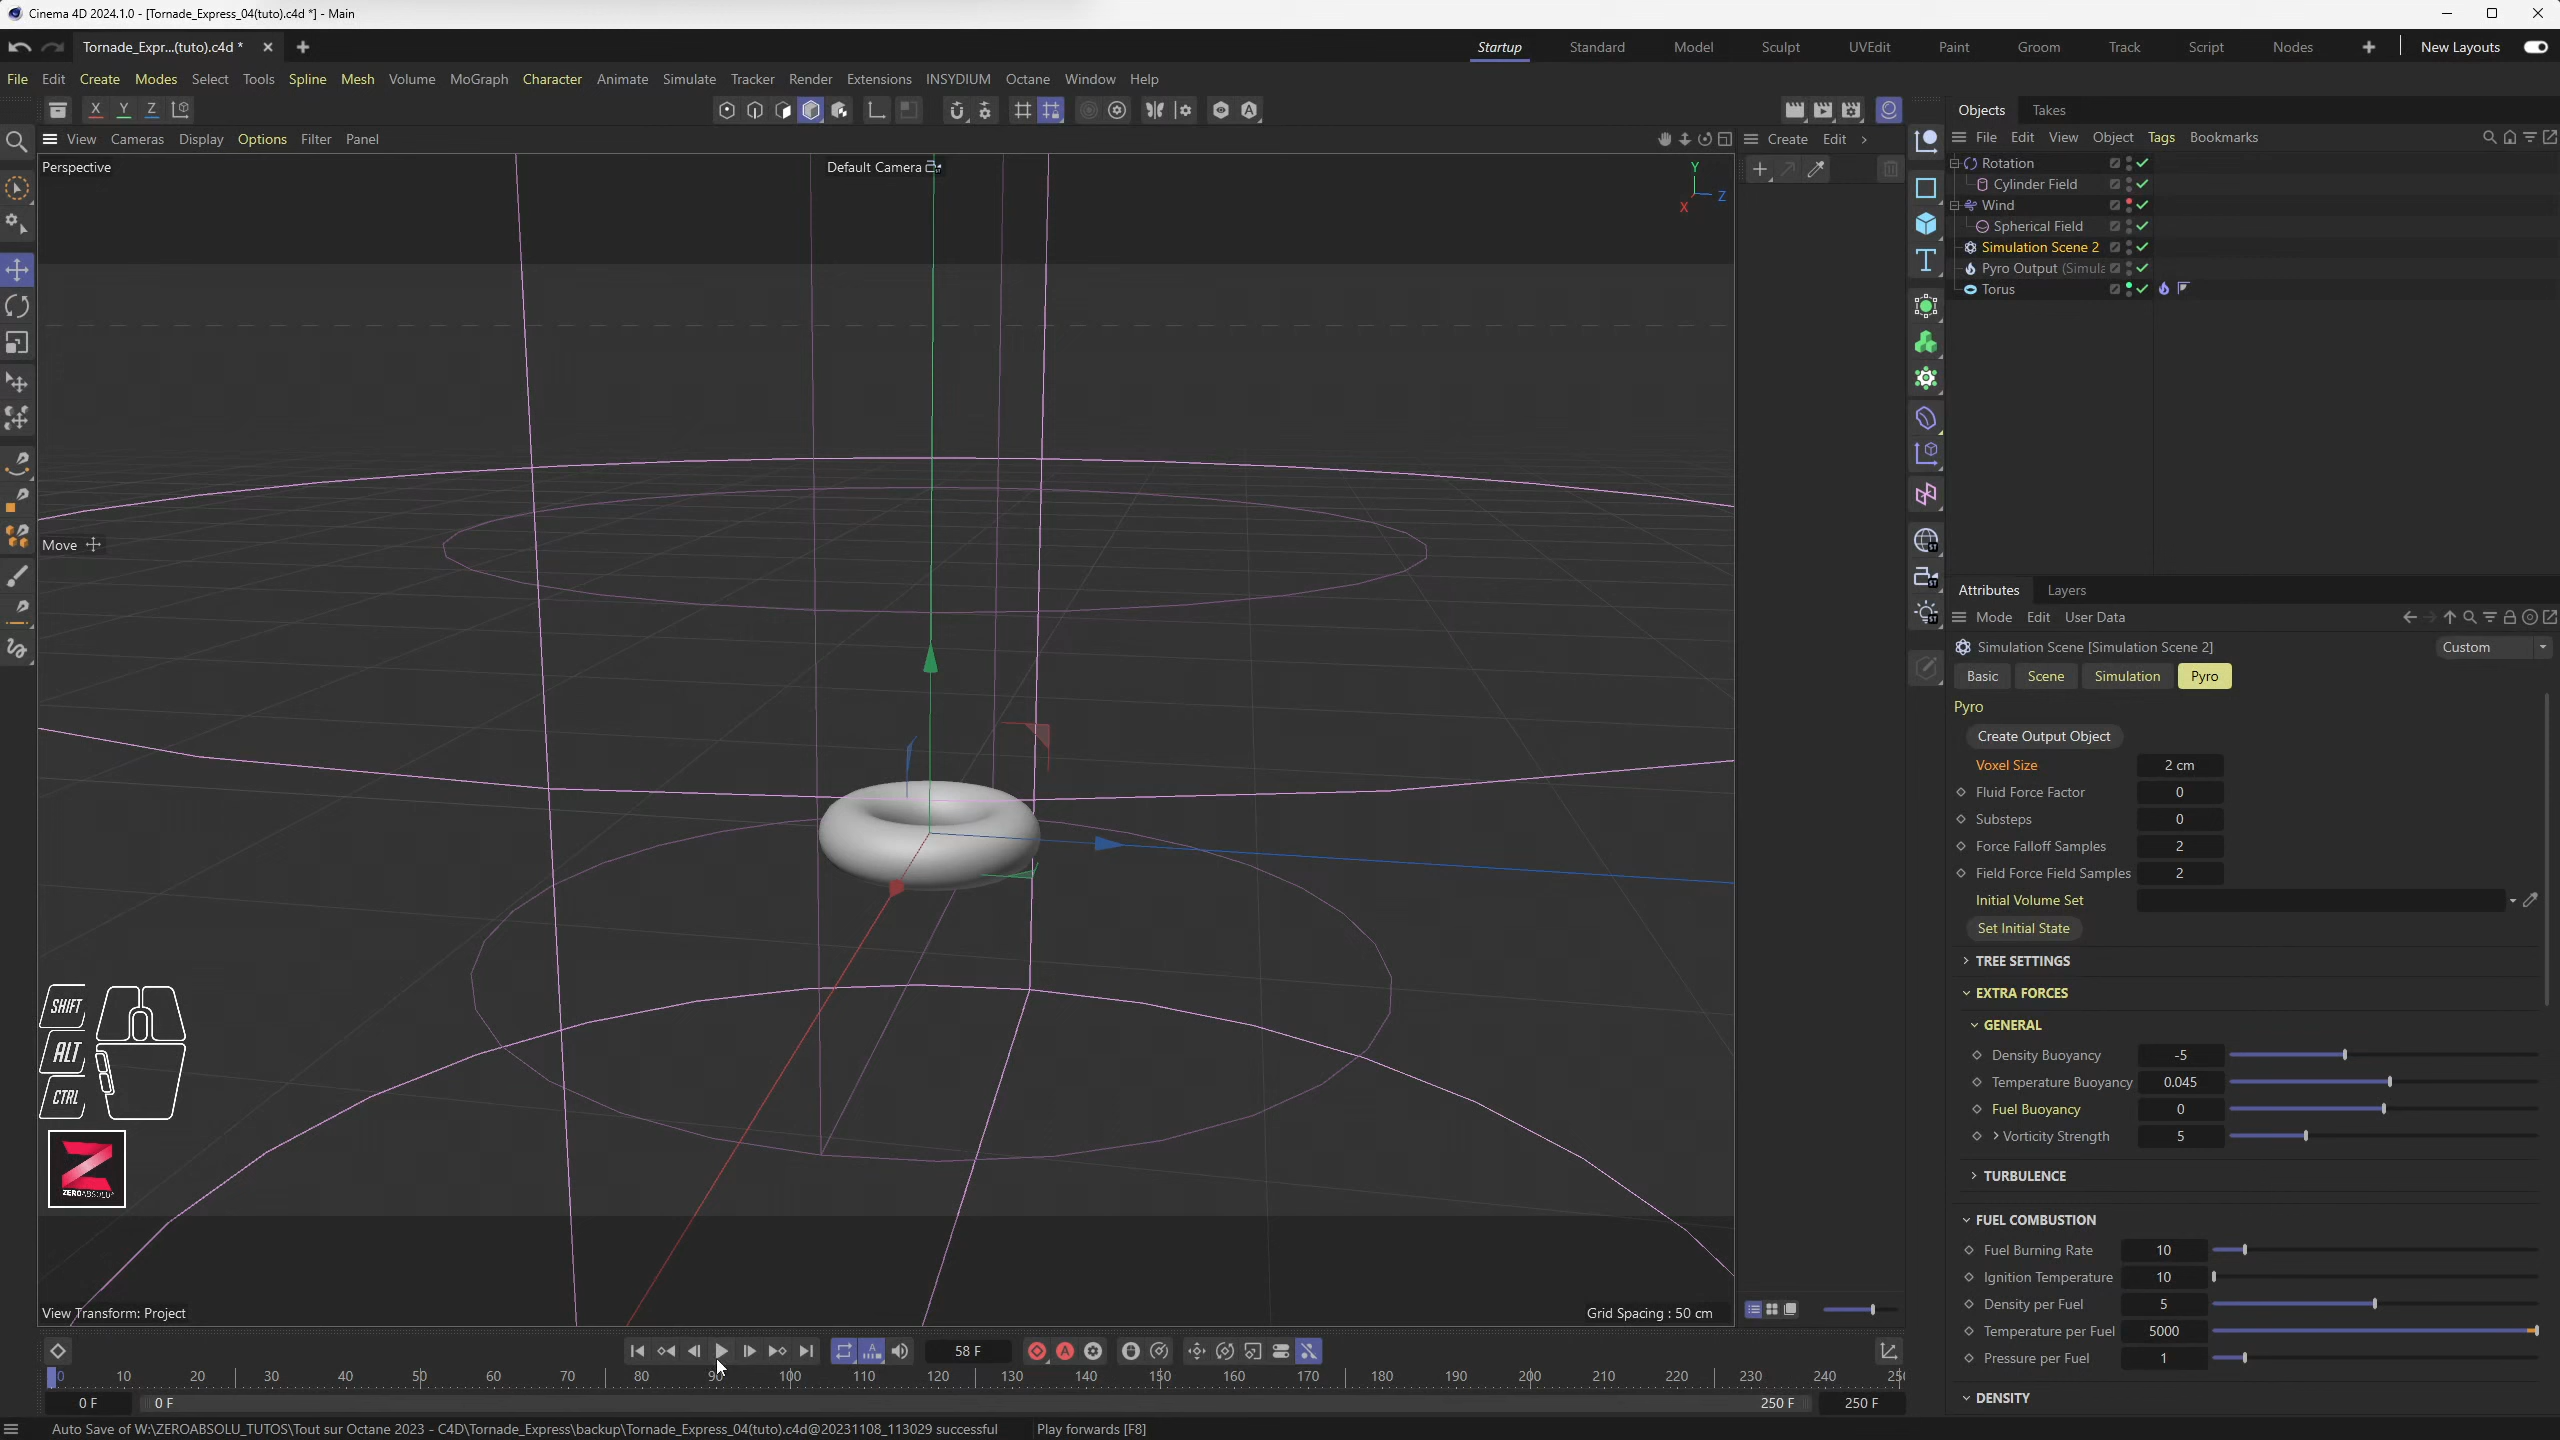 Cinema 4D 2024.1.0 - [Tornade_Express_04(tuto).c4d *] - Main
Tornade_Expr...(tuto).c4d *
Startup Standard Model Sculpt UVEdit Paint Groom Track Script Nodes New Layouts
File Edit Create Modes Select Tools Spline Mesh Volume MoGraph Character Animate Simulate Tracker Render Extensions INSYDIUM Octane Window Help
X Y Z
Objects Takes
View Cameras Display Options Filter Panel
Create Edit
File Edit View Object Tags Bookmarks
Perspective
Default Camera
Y
Z
X
T
Rotation
Cylinder Field
Wind
Spherical Field
Simulation Scene 2
Pyro Output (Simula
Torus
Move
Attributes Layers
Mode Edit User Data
Simulation Scene [Simulation Scene 2]
Custom
Basic Scene Simulation Pyro
Pyro
Create Output Object
Voxel Size 2 cm
Fluid Force Factor 0
Substeps 0
Force Falloff Samples 2
Field Force Field Samples 2
Initial Volume Set
Set Initial State
TREE SETTINGS
EXTRA FORCES
GENERAL
Density Buoyancy -5
Temperature Buoyancy 0.045
Fuel Buoyancy 0
Vorticity Strength 5
TURBULENCE
FUEL COMBUSTION
Fuel Burning Rate 10
Ignition Temperature 10
Density per Fuel 5
Temperature per Fuel 5000
Pressure per Fuel 1
DENSITY
SHIFT
ALT
CTRL
Z
ZEROABSOLU
View Transform: Project
Grid Spacing : 50 cm
58 F
0 10 20 30 40 50 60 70 80 90 100 110 120 130 140 150 160 170 180 190 200 210 220 230 240 25
0 F 0 F 250 F 250 F
Auto Save of W:\ZEROABSOLU_TUTOS\Tout sur Octane 2023 - C4D\Tornade_Express\backup\Tornade_Express_04(tuto).c4d@20231108_113029 successful
Play forwards [F8]